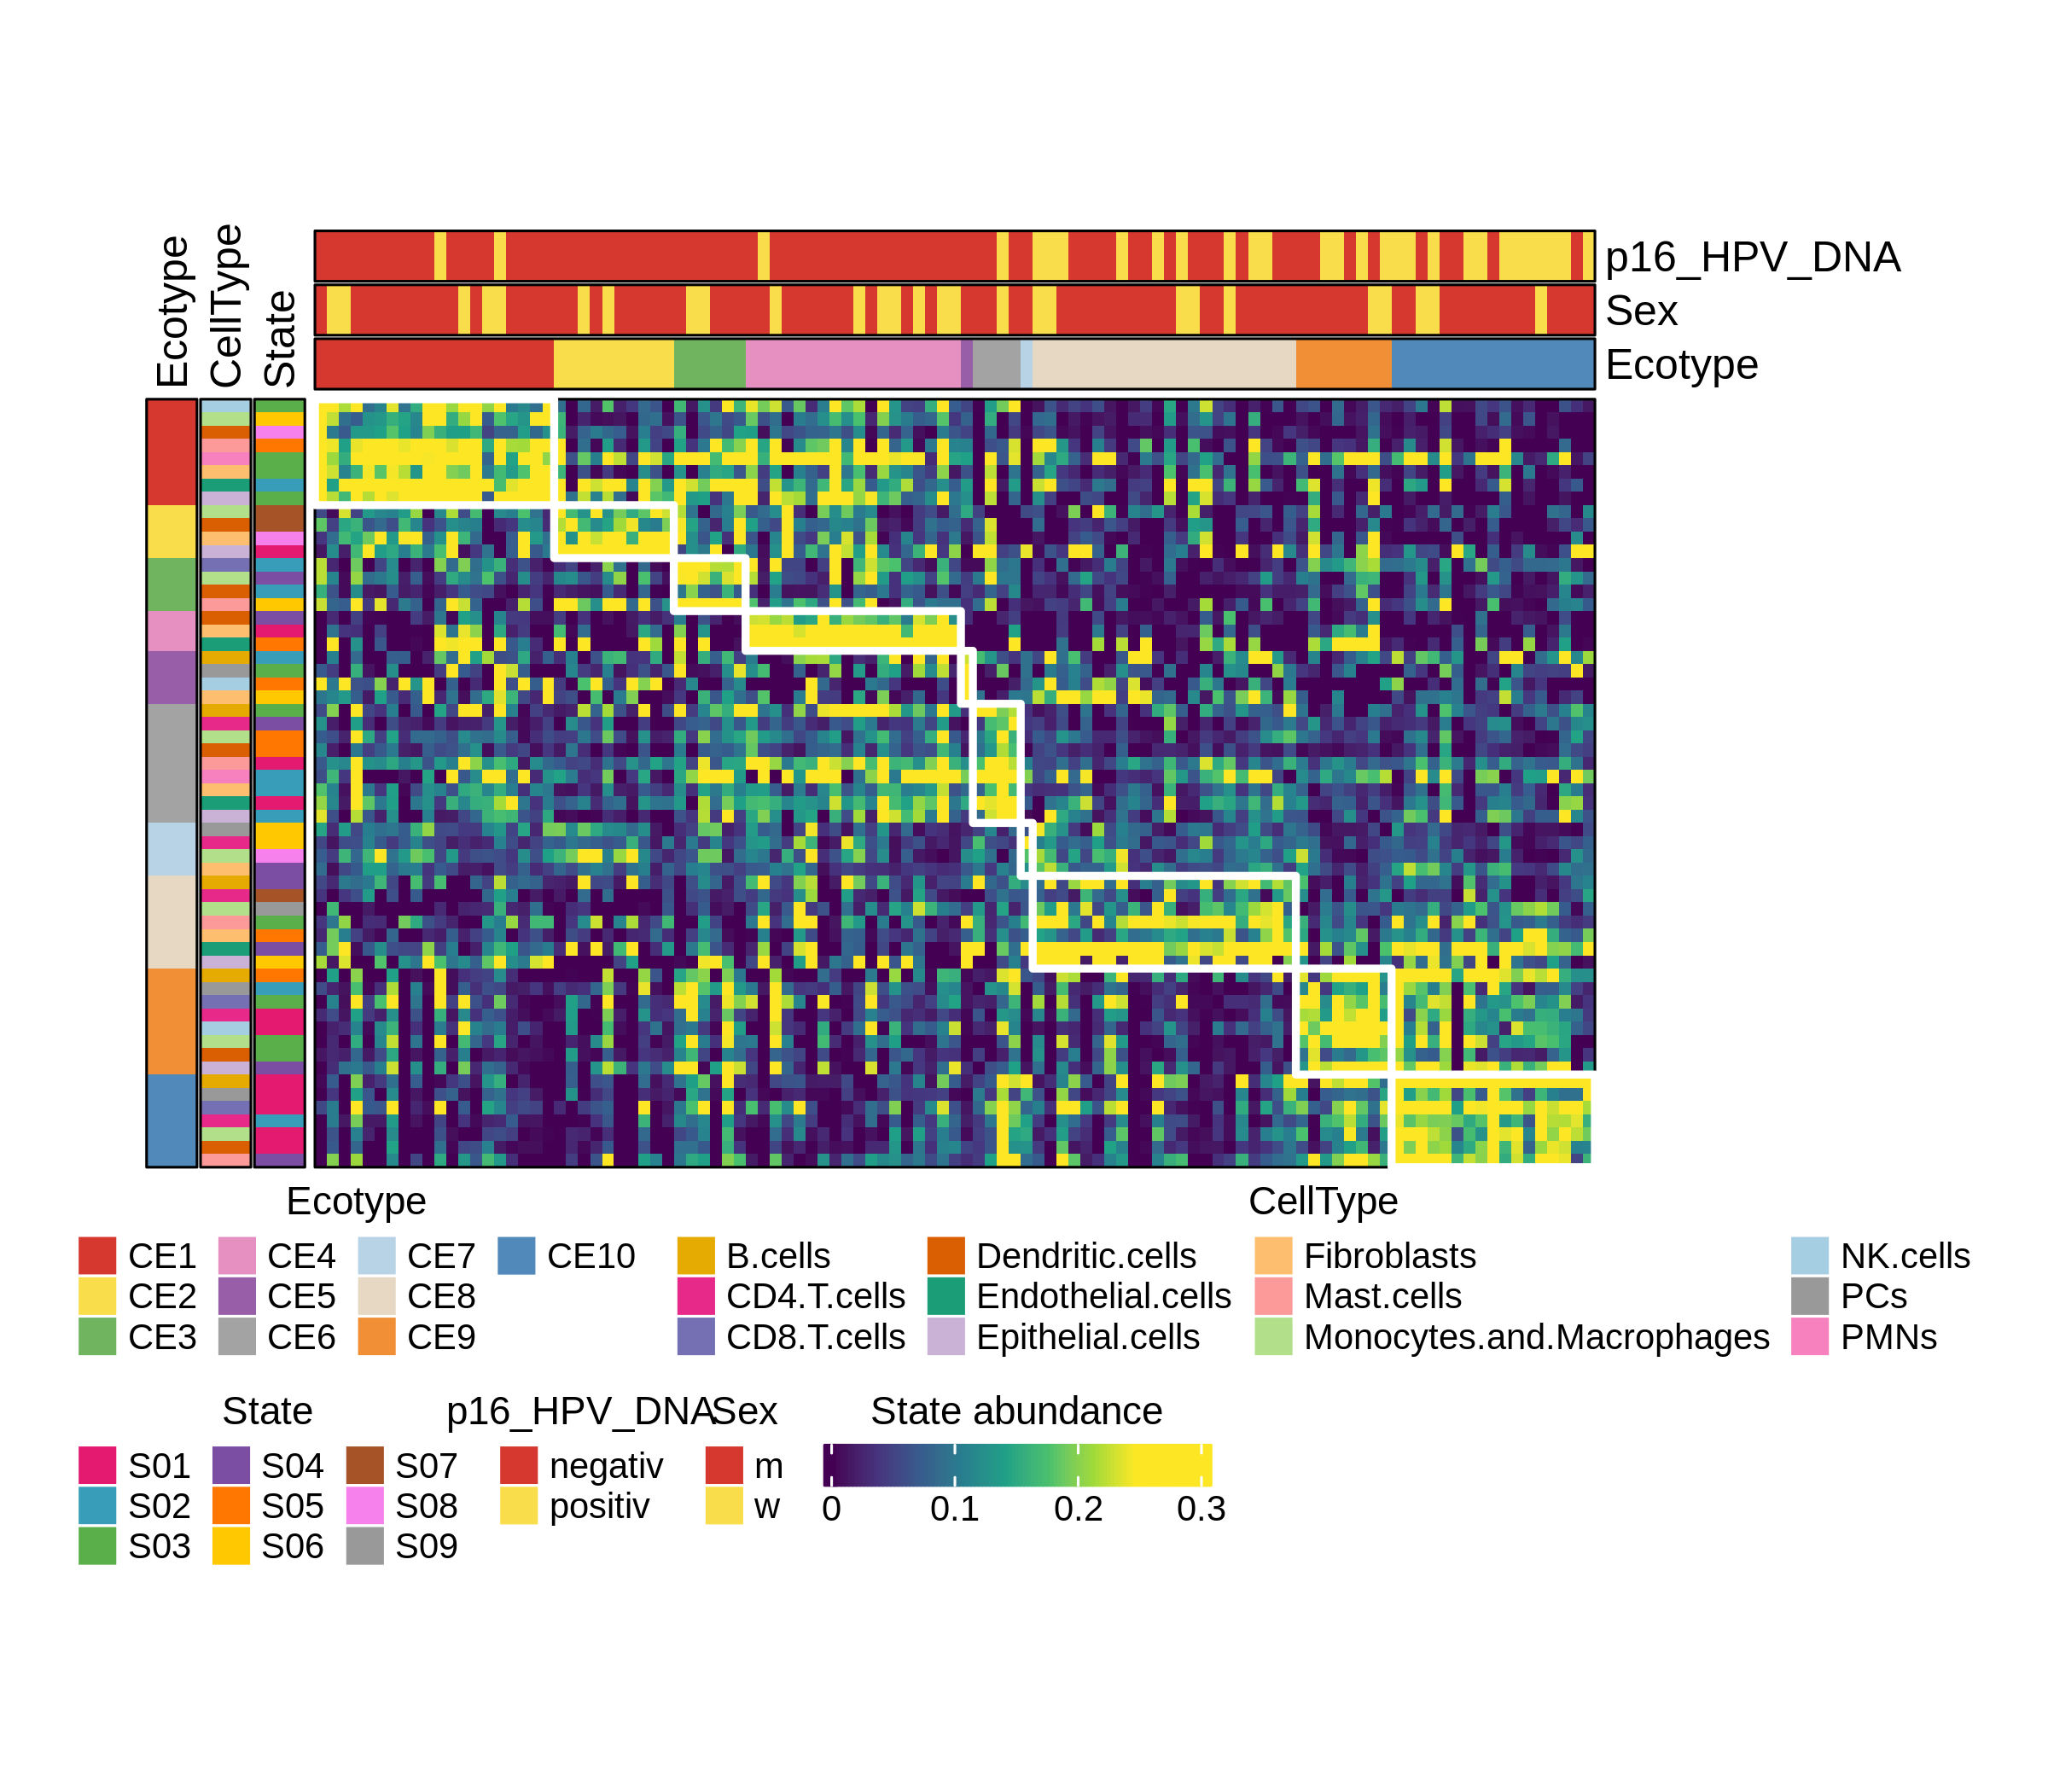 Ecotype
CellType
State
p16_HPV_DNA
Sex
Ecotype
Ecotype
CE1 CE4 CE7 CE10
CE2 CE5 CE8
CE3 CE6 CE9
CellType
B.cells Dendritic.cells Fibroblasts NK.cells
CD4.T.cells Endothelial.cells Mast.cells PCs
CD8.T.cells Epithelial.cells Monocytes.and.Macrophages PMNs
State
S01 S04 S07
S02 S05 S08
S03 S06 S09
p16_HPV_DNA
negativ
positiv
Sex
m
w
State abundance
0 0.1 0.2 0.3